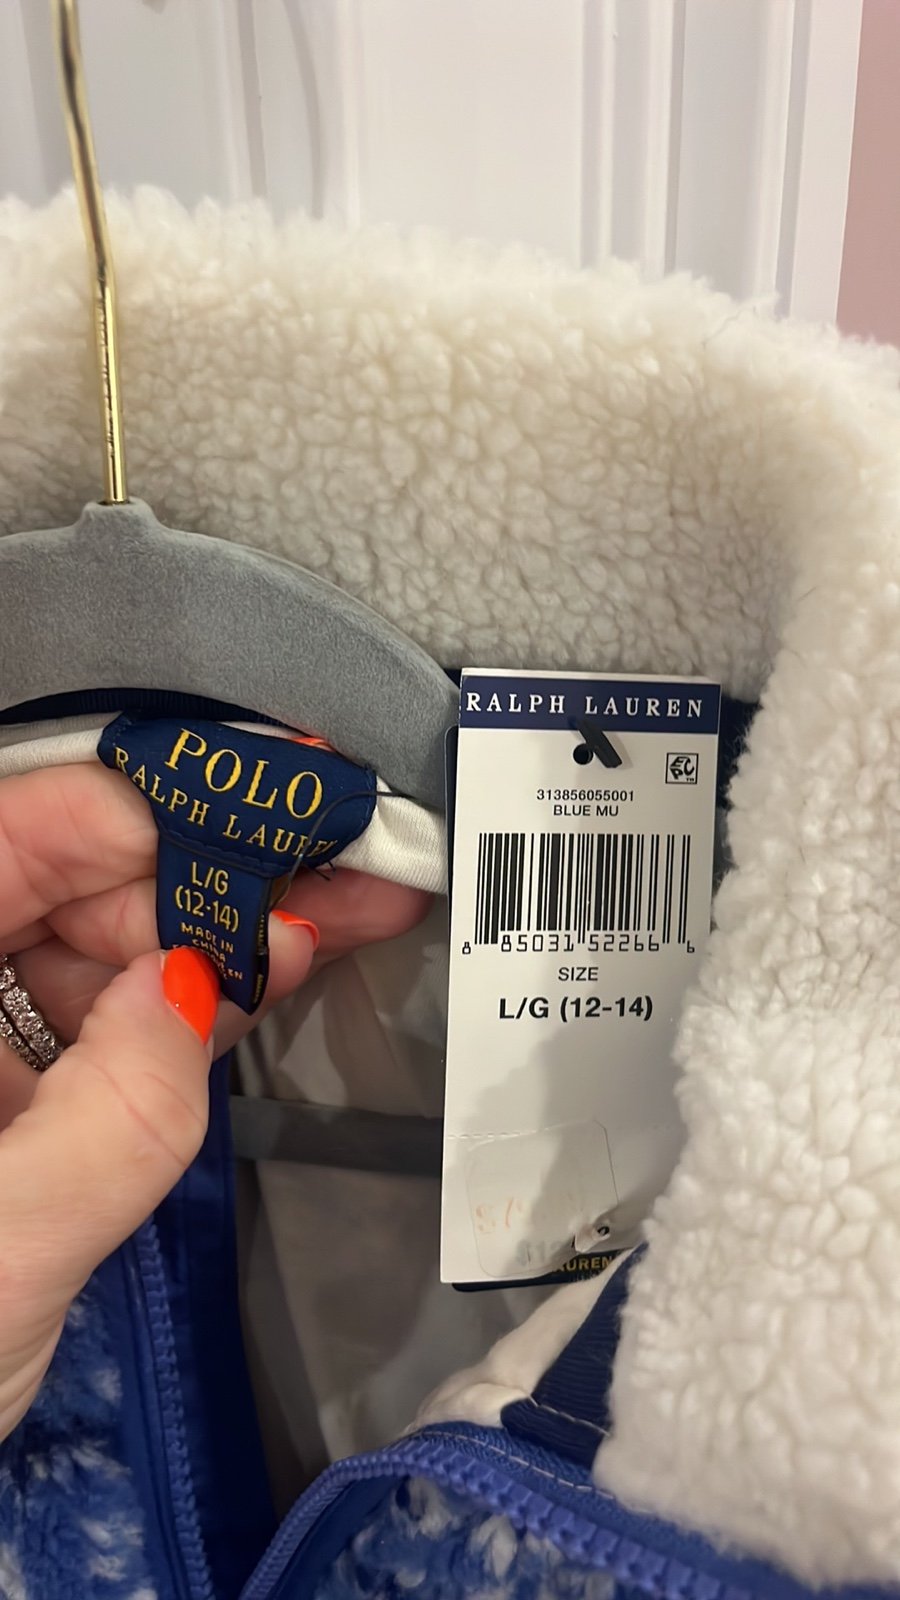 POLO
RALPH LAUREN
L/G
(12-14)
MADE IN
CHINA
RALPH LAUREN
313856055001
BLUE MU
8 85031 52266 6
SIZE
L/G (12-14)
AUREN